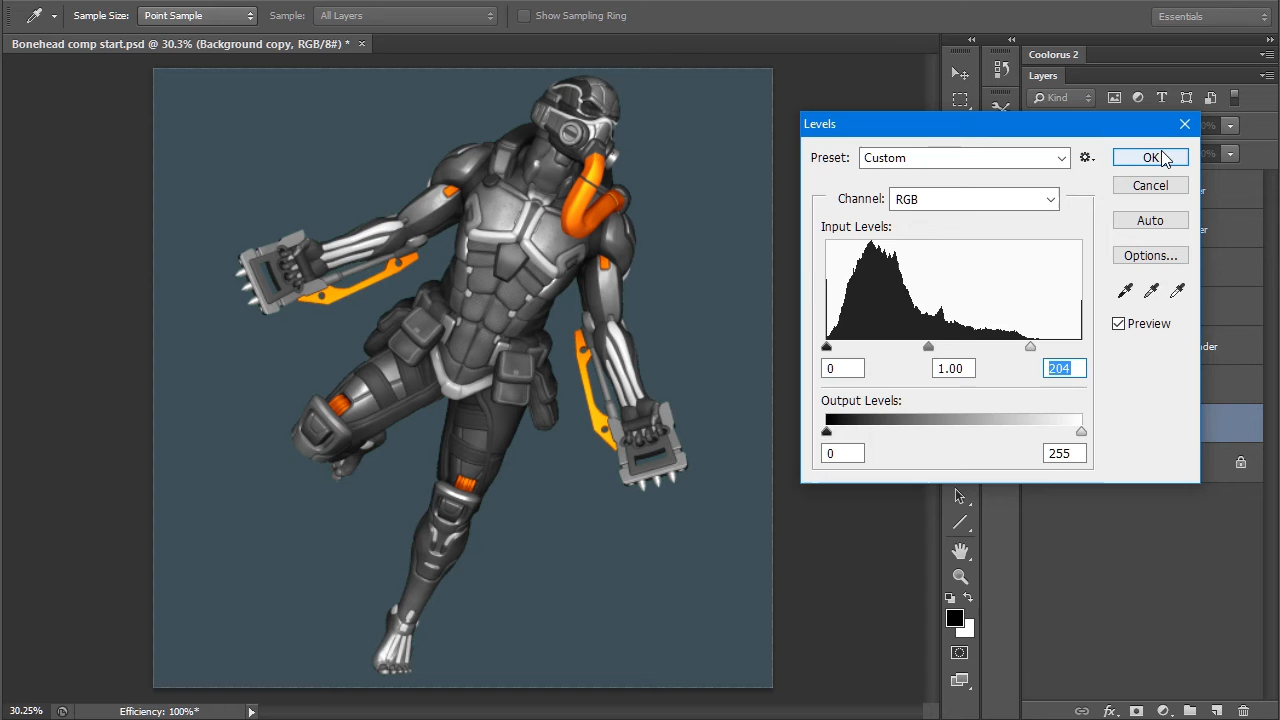 Sample Size: Point Sample Sample: All Layers Show Sampling Ring Essentials
Bonehead comp start.psd @ 30.3% (Background copy, RGB/8#) * ×
Coolorus 2
Layers
Kind
Levels
Preset: Custom OK
Cancel
Channel: RGB
Auto
Input Levels:
Options...
Preview
0 1.00 204
Output Levels:
0 255
30.25% Efficiency: 100%*